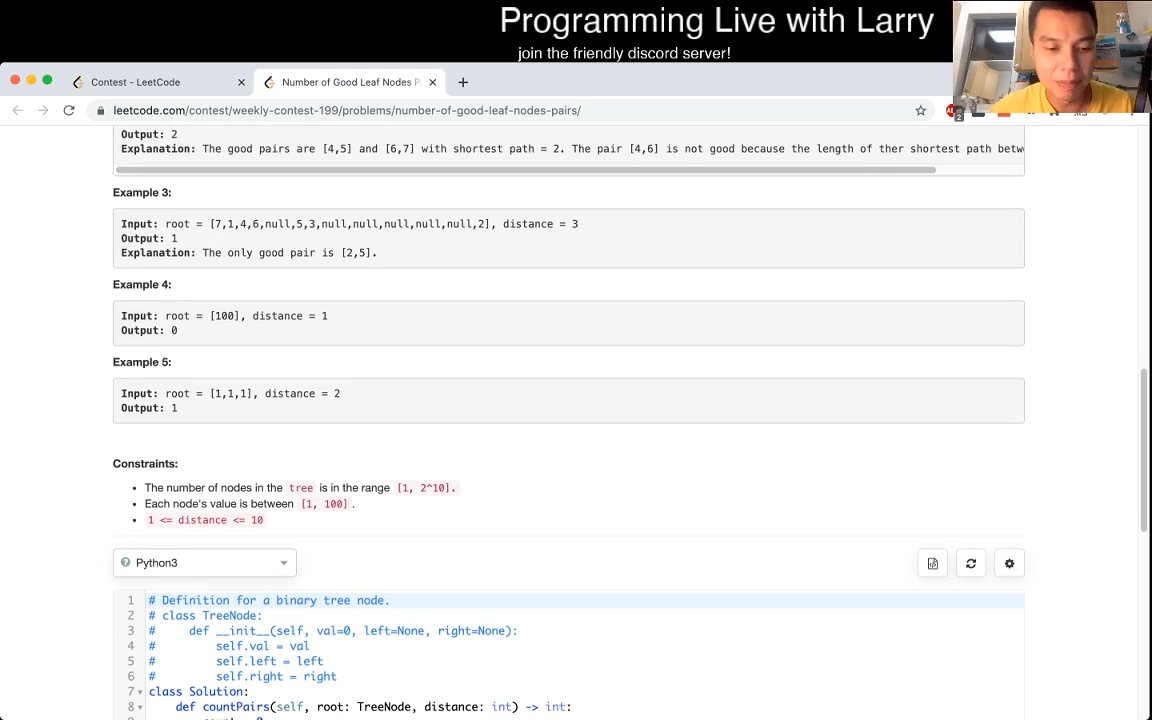 Programming Live with Larry
join the friendly discord server!
Contest - LeetCode
Number of Good Leaf Nodes P
leetcode.com/contest/weekly-contest-199/problems/number-of-good-leaf-nodes-pairs/
2
Output: 2
Explanation: The good pairs are [4,5] and [6,7] with shortest path = 2. The pair [4,6] is not good because the length of ther shortest path betw
Example 3:
Input: root = [7,1,4,6,null,5,3,null,null,null,null,null,2], distance = 3
Output: 1
Explanation: The only good pair is [2,5].
Example 4:
Input: root = [100], distance = 1
Output: 0
Example 5:
Input: root = [1,1,1], distance = 2
Output: 1
Constraints:
The number of nodes in the tree is in the range [1, 2^10].
Each node's value is between [1, 100].
1 <= distance <= 10
Python3
1 # Definition for a binary tree node.
2 # class TreeNode:
3 # def __init__(self, val=0, left=None, right=None):
4 # self.val = val
5 # self.left = left
6 # self.right = right
7 class Solution:
8 def countPairs(self, root: TreeNode, distance: int) -> int: